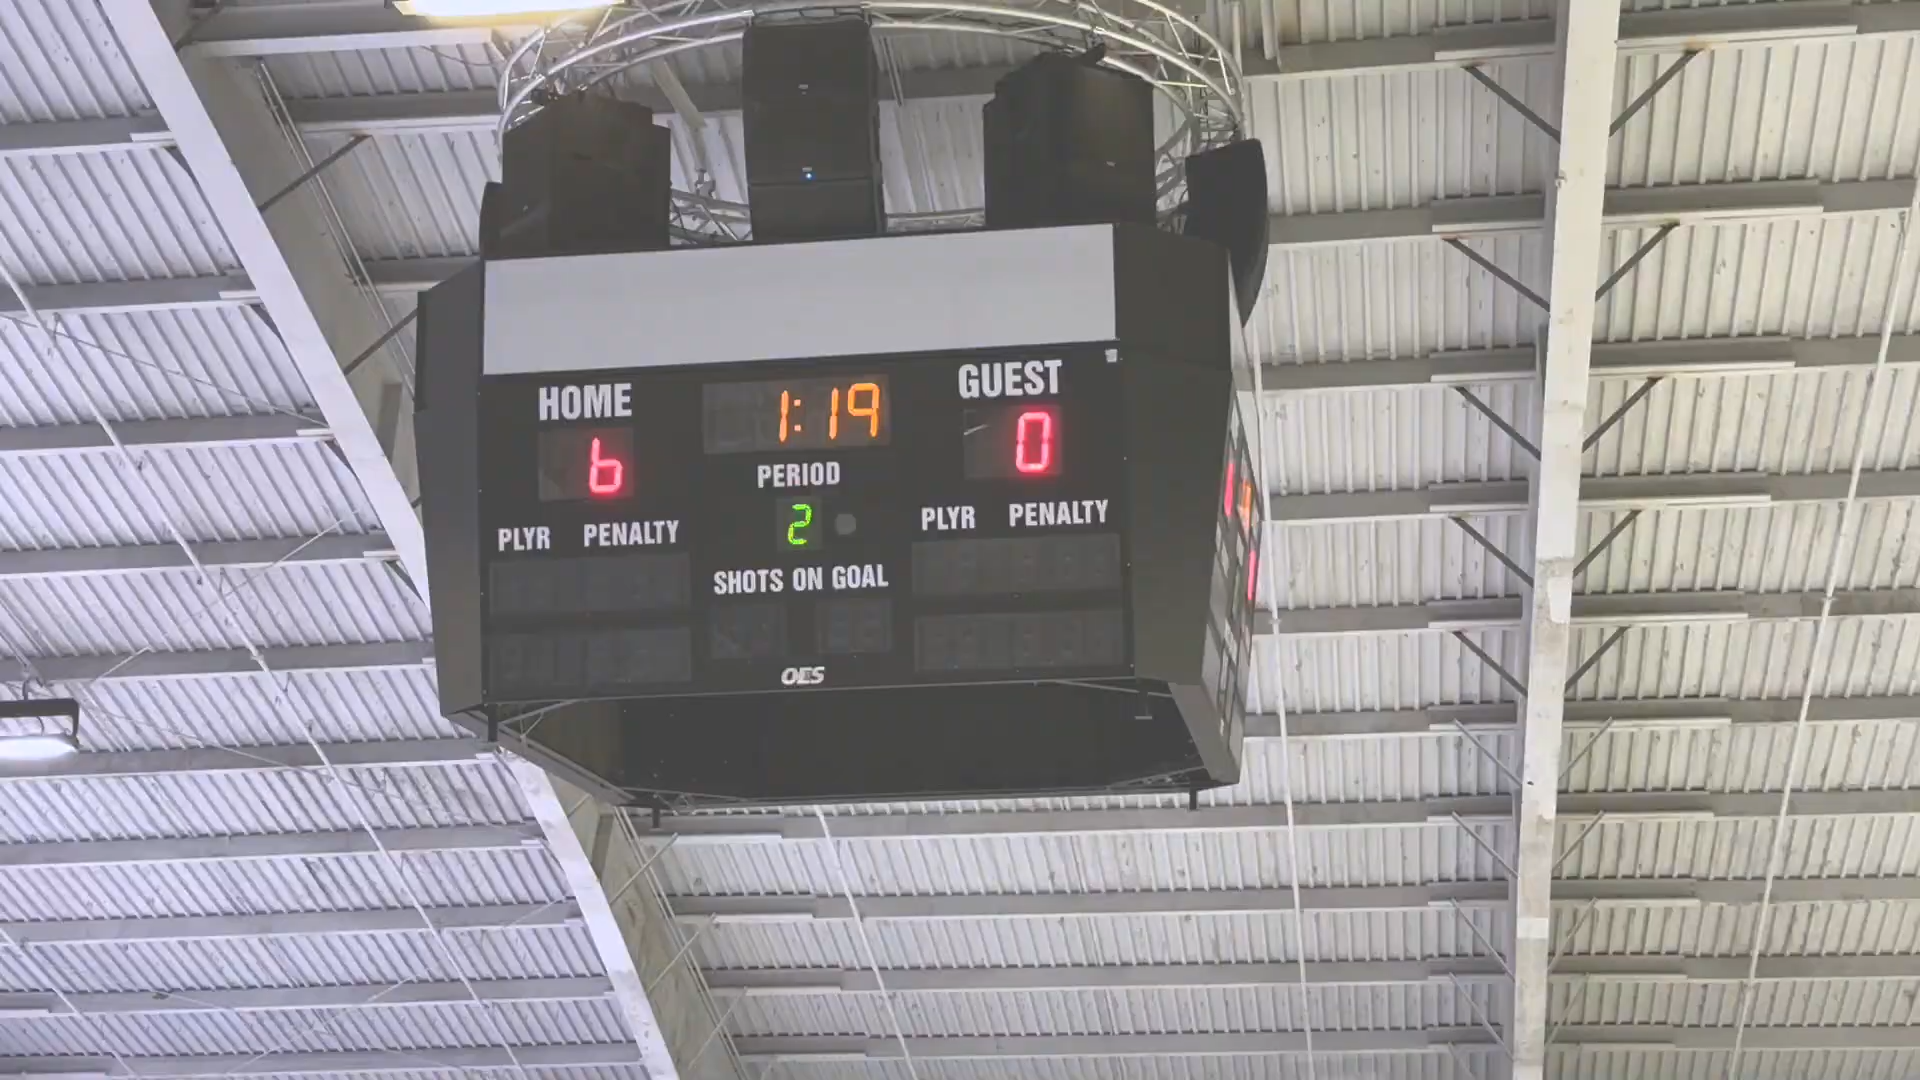 HOME 1:19 GUEST
6 0
PERIOD
2
PLYR PENALTY PLYR PENALTY
SHOTS ON GOAL
OES